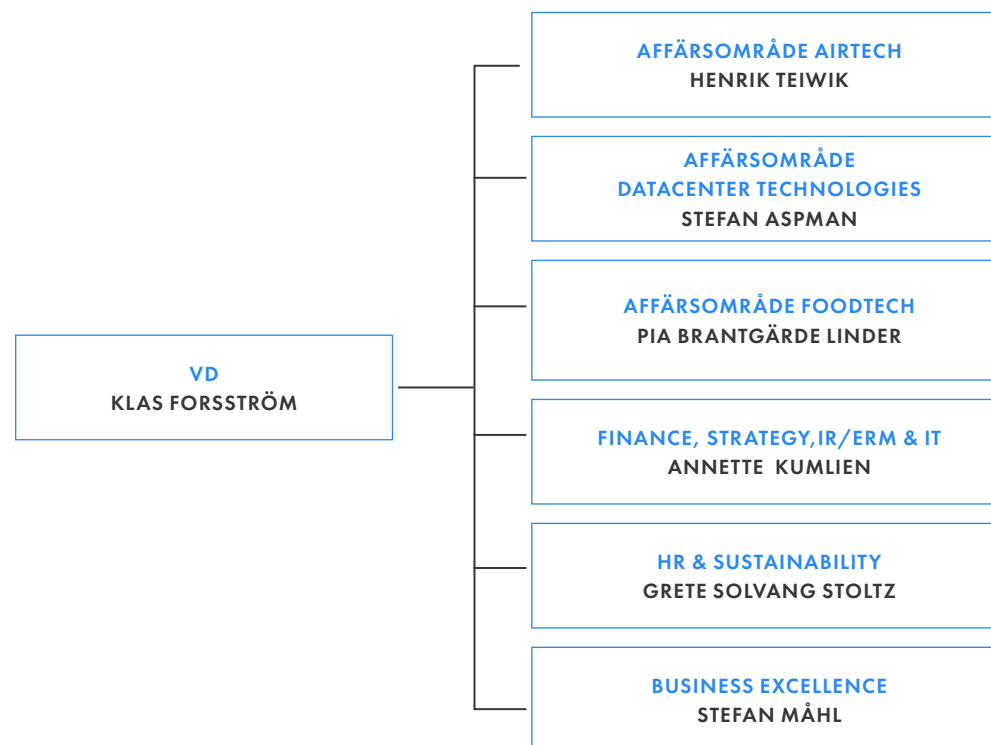 AFFÄRSOMRÅDE AIRTECH
HENRIK TEIWIK
AFFÄRSOMRÅDE
DATACENTER TECHNOLOGIES
STEFAN ASPMAN
AFFÄRSOMRÅDE FOODTECH
PIA BRANTGÄRDE LINDER
VD
KLAS FORSSTRÖM
FINANCE, STRATEGY,IR/ERM & IT
ANNETTE KUMLIEN
HR & SUSTAINABILITY
GRETE SOLVANG STOLTZ
BUSINESS EXCELLENCE
STEFAN MÅHL